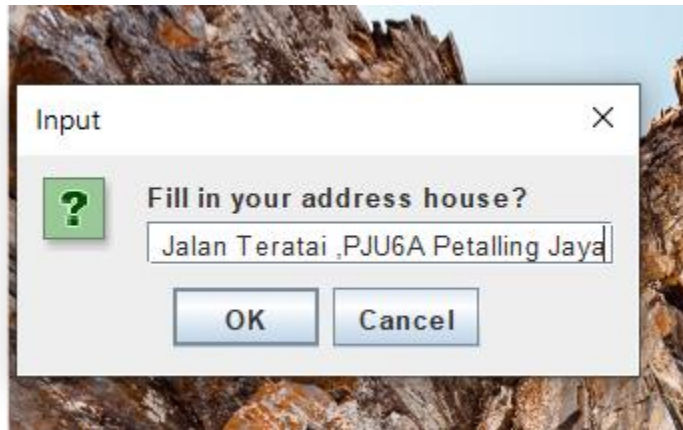 Input
Fill in your address house?
Jalan Teratai ,PJU6A Petalling Jaya
OK Cancel